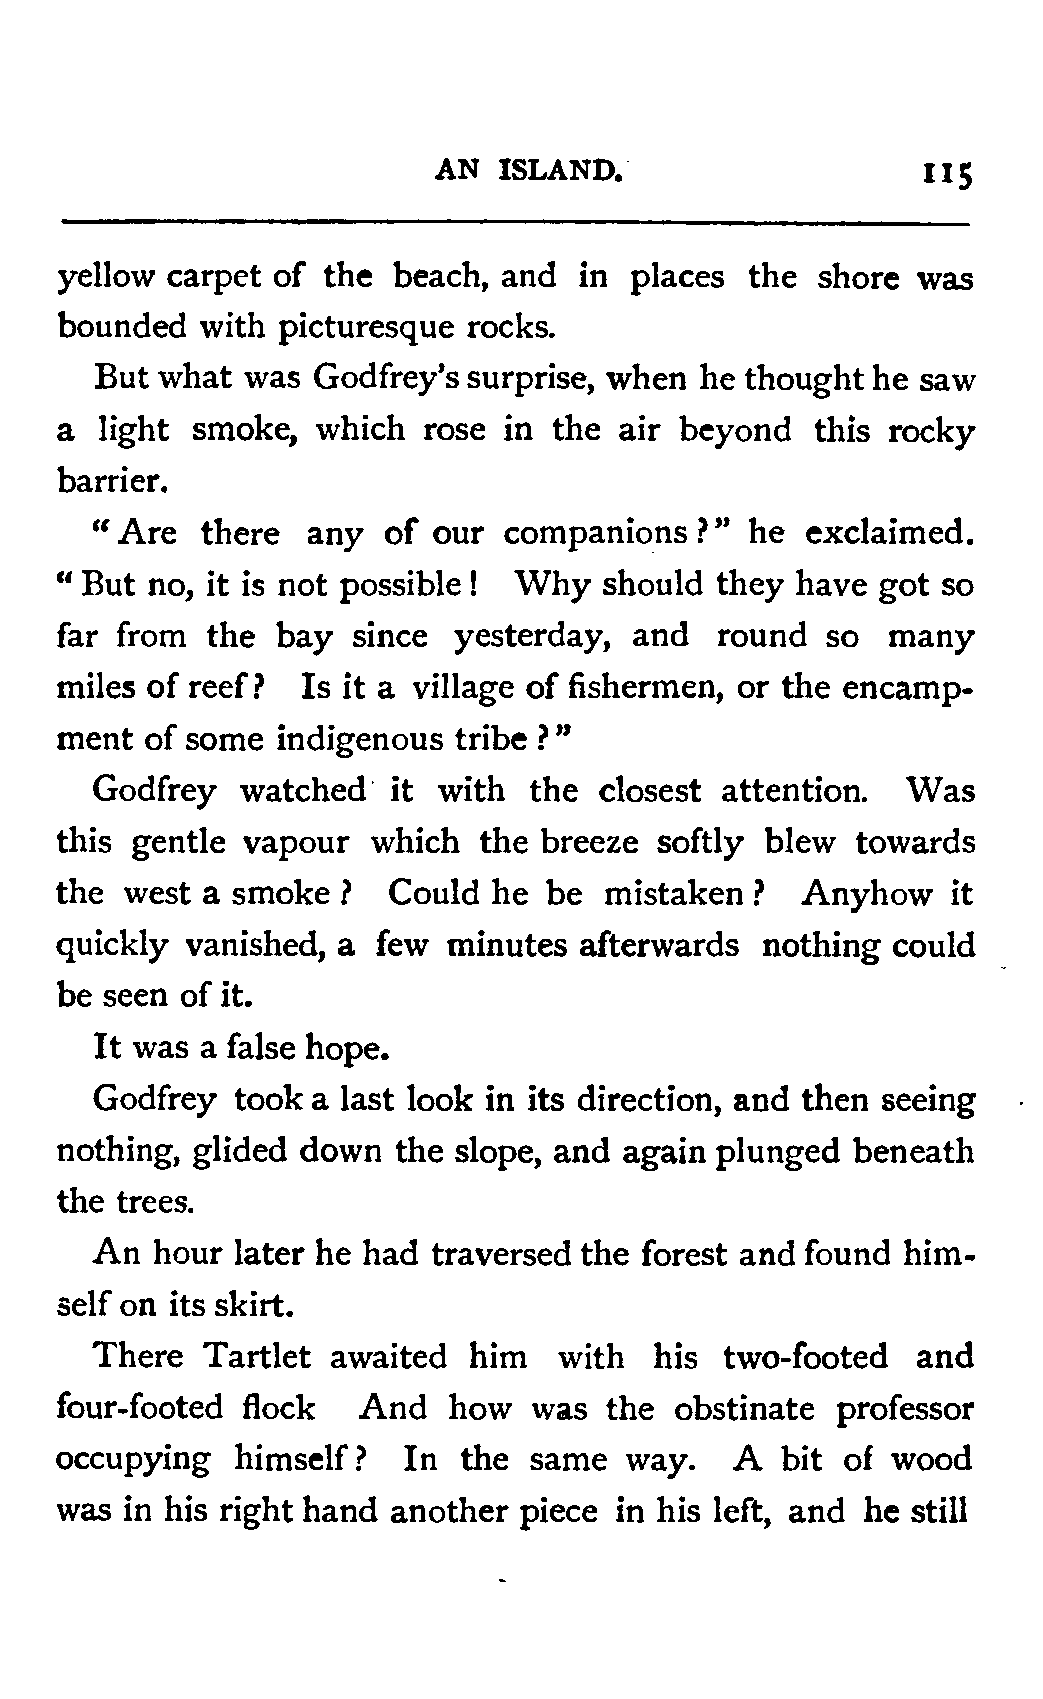 AN ISLAND. 115
yellow carpet of the beach, and in places the shore was
bounded with picturesque rocks.
But what was Godfrey's surprise, when he thought he saw
a light smoke, which rose in the air beyond this rocky
barrier.
"Are there any of our companions?" he exclaimed.
"But no, it is not possible! Why should they have got so
far from the bay since yesterday, and round so many
miles of reef? Is it a village of fishermen, or the encamp-
ment of some indigenous tribe?"
Godfrey watched it with the closest attention. Was
this gentle vapour which the breeze softly blew towards
the west a smoke? Could he be mistaken? Anyhow it
quickly vanished, a few minutes afterwards nothing could
be seen of it.
It was a false hope.
Godfrey took a last look in its direction, and then seeing
nothing, glided down the slope, and again plunged beneath
the trees.
An hour later he had traversed the forest and found him-
self on its skirt.
There Tartlet awaited him with his two-footed and
four-footed flock And how was the obstinate professor
occupying himself? In the same way. A bit of wood
was in his right hand another piece in his left, and he still